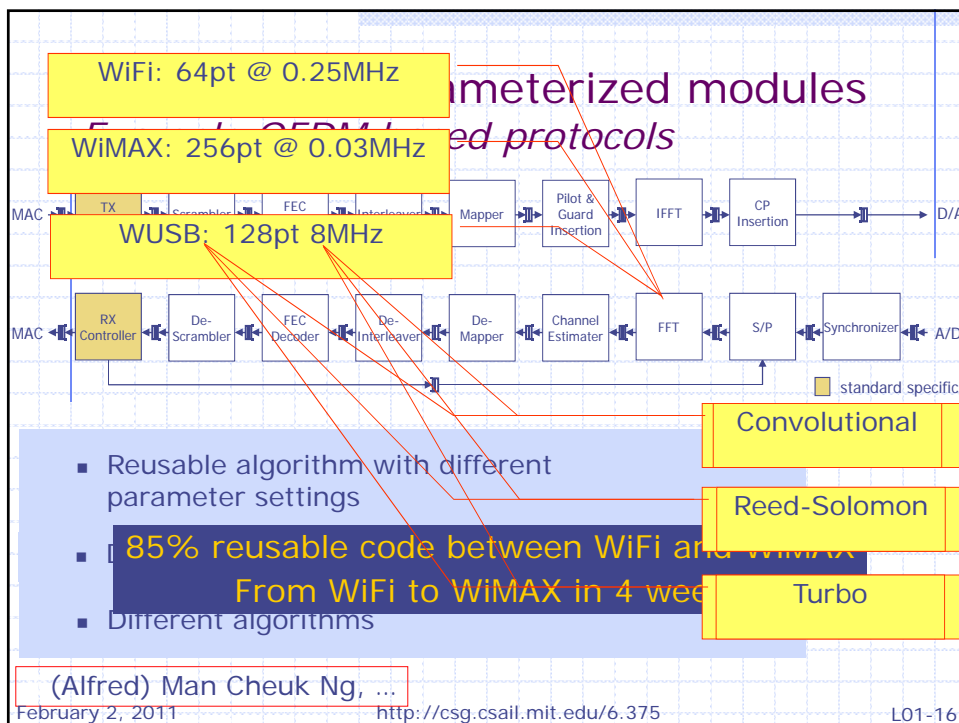 WiFi: 64pt @ 0.25MHz
ameterized modules
WiMAX: 256pt @ 0.03MHz
ed protocols
MAC
TX
Scrambler
FEC
Interleaver
Mapper
Pilot &
Guard
Insertion
IFFT
CP
Insertion
D/A
WUSB: 128pt 8MHz
MAC
RX
Controller
De-
Scrambler
FEC
Decoder
De-
Interleaver
De-
Mapper
Channel
Estimater
FFT
S/P
Synchronizer
A/D
standard specific
Convolutional
Reed-Solomon
Turbo
■ Reusable algorithm with different
parameter settings
85% reusable code between WiFi and WiMAX
From WiFi to WiMAX in 4 wee
■ Different algorithms
(Alfred) Man Cheuk Ng, ...
February 2, 2011
http://csg.csail.mit.edu/6.375
L01-16